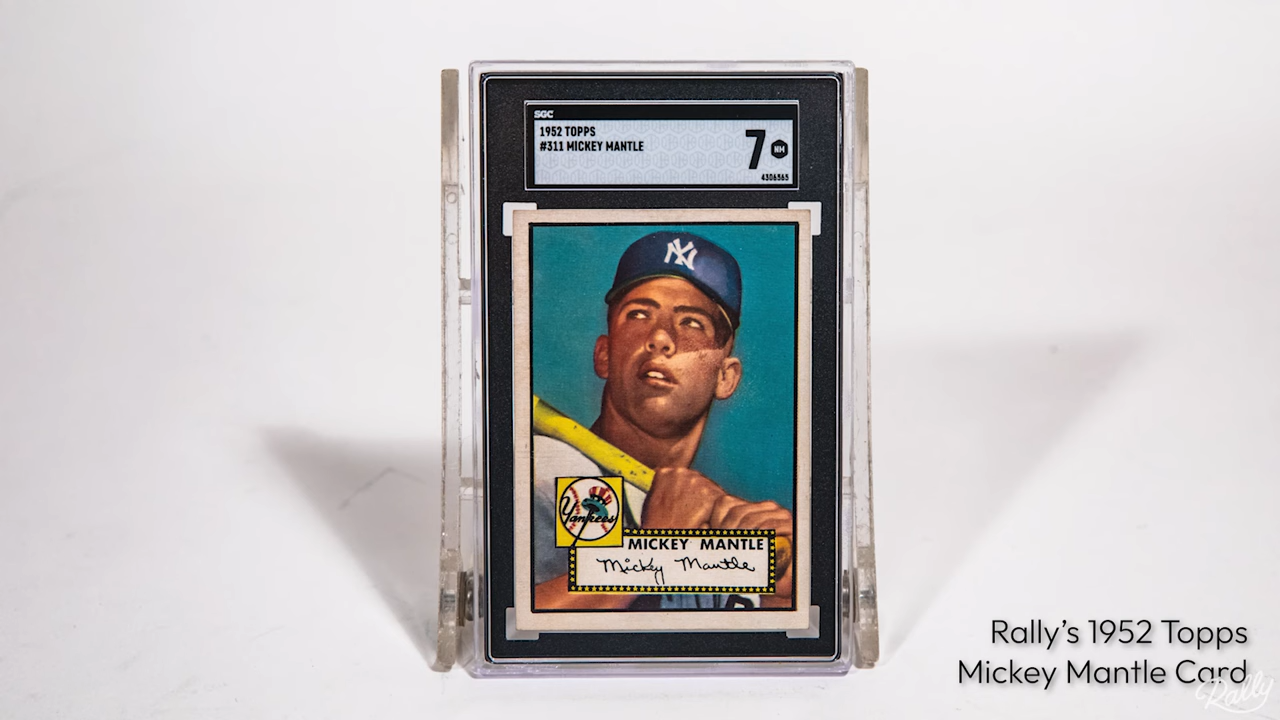 SGC
1952 TOPPS
#311 MICKEY MANTLE
7 NM
4306565
NY
Yankees
MICKEY MANTLE
Mickey Mantle
Rally's 1952 Topps
Mickey Mantle Card
Rally